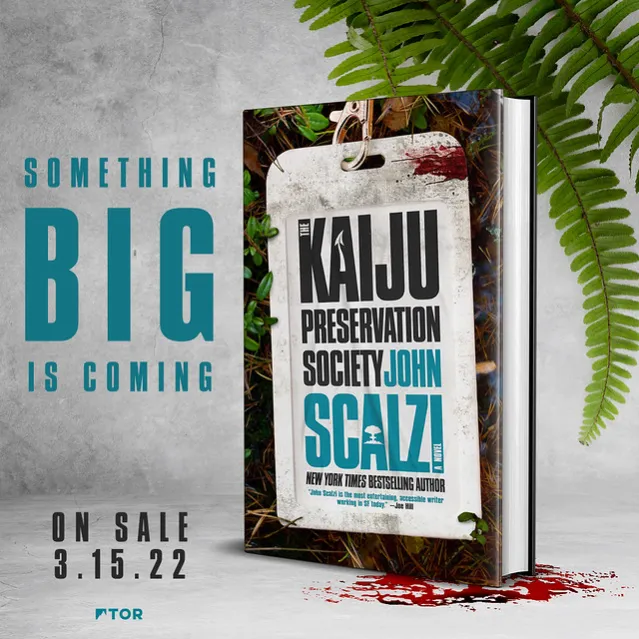 SOMETHING
BIG
IS COMING
ON SALE
3.15.22
TOR
THE
KAIJU
PRESERVATION
SOCIETY JOHN
SCALZI
A NOVEL
NEW YORK TIMES BESTSELLING AUTHOR
"John Scalzi is the most entertaining, accessible writer
working in SF today." —Joe Hill